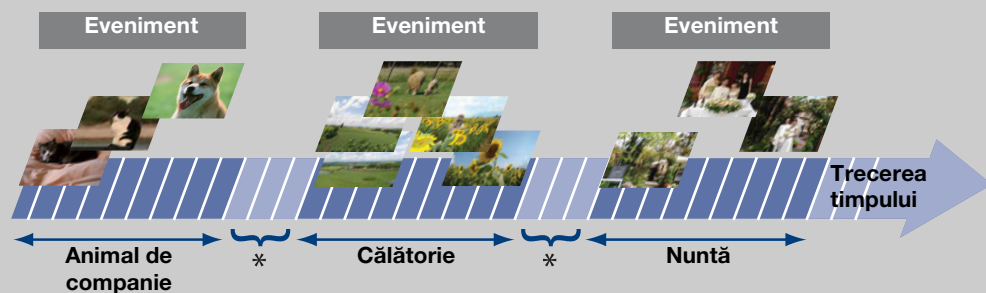 Eveniment
Eveniment
Eveniment
Trecerea
timpului
Animal de
companie
*
Călătorie
*
Nuntă